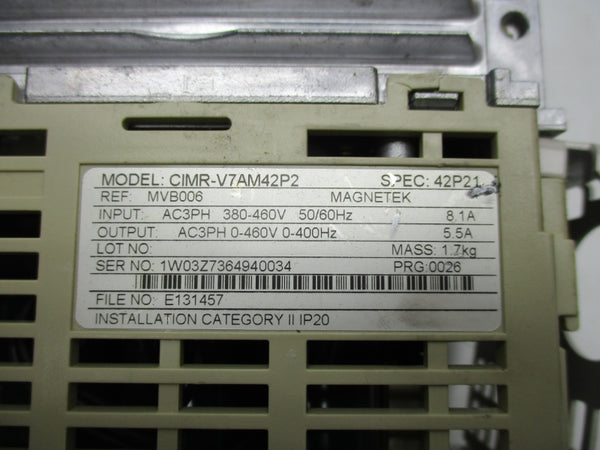 MODEL: CIMR-V7AM42P2 SPEC: 42P21
REF: MVB006 MAGNETEK
INPUT: AC3PH 380-460V 50/60Hz 8.1A
OUTPUT: AC3PH 0-460V 0-400Hz 5.5A
LOT NO: MASS: 1.7kg
SER NO: 1W03Z7364940034 PRG:0026
FILE NO: E131457
INSTALLATION CATEGORY II IP20